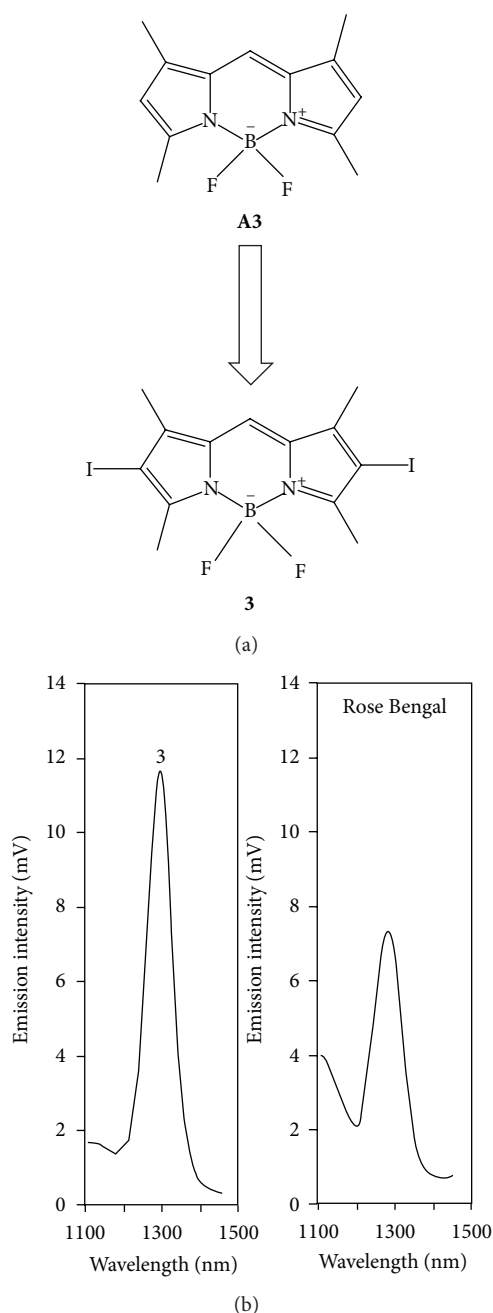 N
B
−
N+
F
F
A3
I
N
B
−
N+
I
F
F
3
(a)
14
12
10
8
6
4
2
0
1100 1300 1500
Wavelength (nm)
Emission intensity (mV)
3
14
12
10
8
6
4
2
0
1100 1300 1500
Wavelength (nm)
Emission intensity (mV)
Rose Bengal
(b)